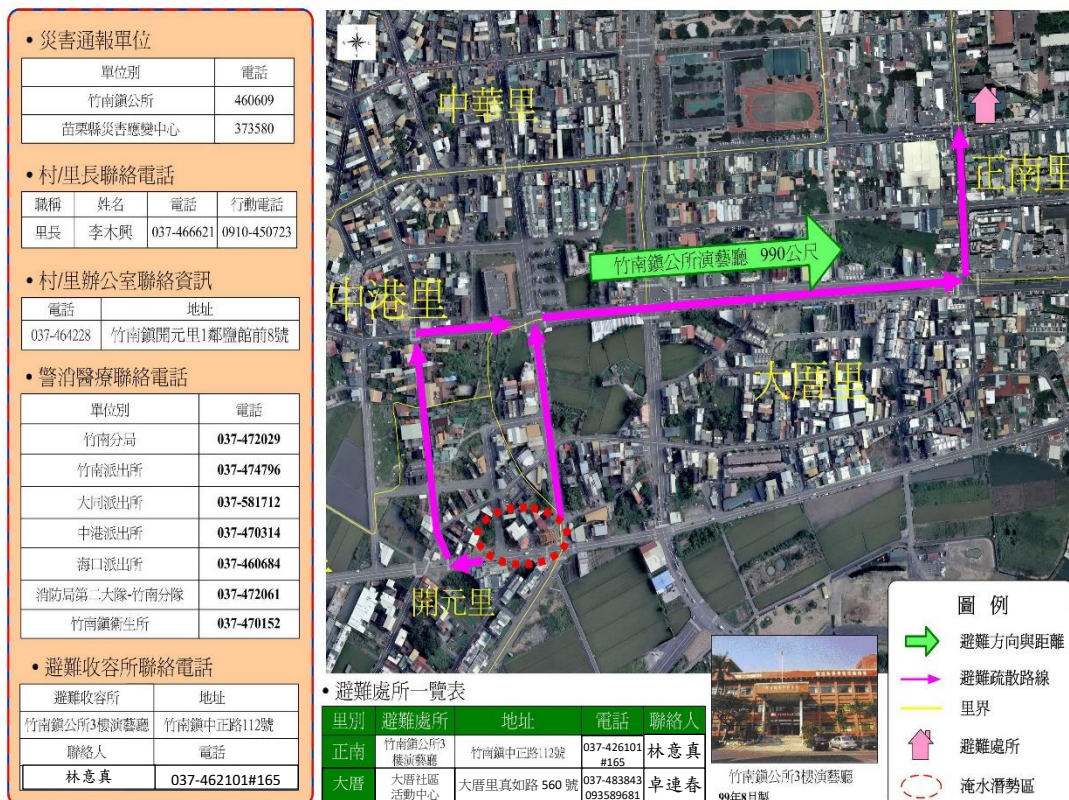 • 災害通報單位
單位別 電話
竹南鎮公所 460609
苗栗縣災害應變中心 373580
• 村/里長聯絡電話
職稱 姓名 電話 行動電話
里長 李木興 037-466621 0910-450723
• 村/里辦公室聯絡資訊
電話 地址
037-464228 竹南鎮開元里1鄰鹽館前8號
• 警消醫療聯絡電話
單位別 電話
竹南分局 037-472029
竹南派出所 037-474796
大同派出所 037-581712
中港派出所 037-470314
海口派出所 037-460684
消防局第二大隊-竹南分隊 037-472061
竹南鎮衛生所 037-470152
• 避難收容所聯絡電話
避難收容所 地址
竹南鎮公所3樓演藝廳 竹南鎮中正路112號
聯絡人 電話
林意真 037-462101#165
中華里
正南里
竹南鎮公所演藝廳 990公尺
中港里
大厝里
開元里
• 避難處所一覽表
里別 避難處所 地址 電話 聯絡人
正南 竹南鎮公所3樓演藝廳 竹南鎮中正路112號 037-426101#165 林意真
大厝 大厝社區活動中心 大厝里真如路 560 號 037-483843 093589681 卓連春
竹南鎮公所3樓演藝廳
99年8月製
圖 例
避難方向與距離
避難疏散路線
里界
避難處所
淹水潛勢區